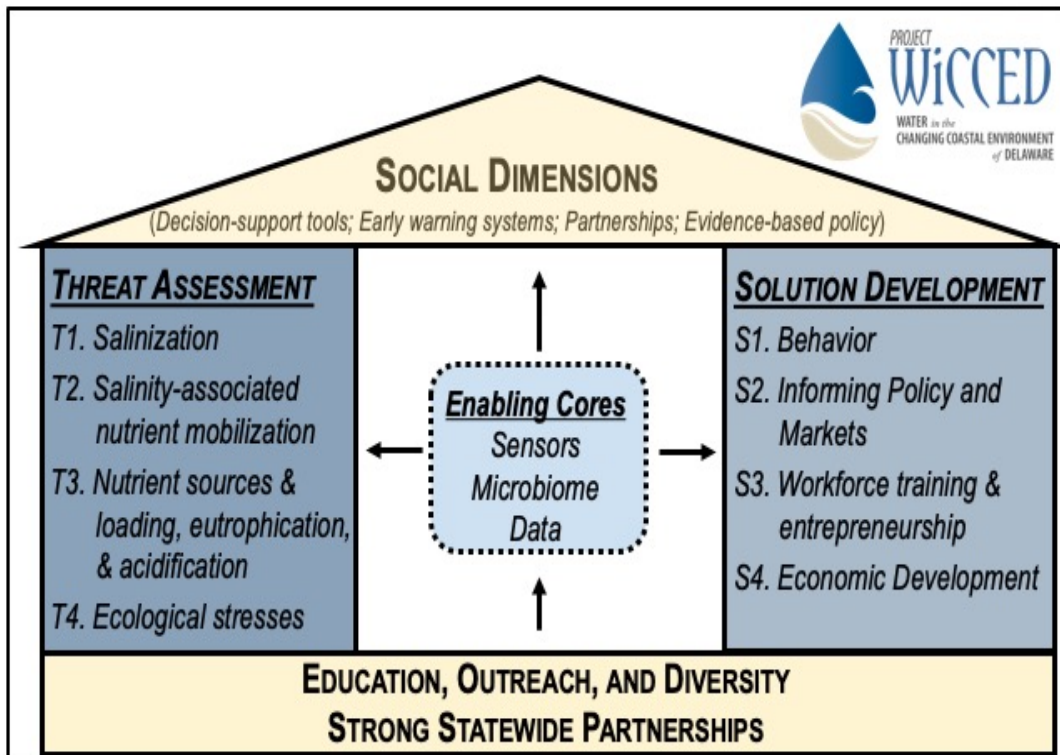 PROJECT
WiCCED
WATER in the
CHANGING COASTAL ENVIRONMENT
of DELAWARE
SOCIAL DIMENSIONS
(Decision-support tools; Early warning systems; Partnerships; Evidence-based policy)
THREAT ASSESSMENT
T1. Salinization
T2. Salinity-associated
nutrient mobilization
T3. Nutrient sources &
loading, eutrophication,
& acidification
T4. Ecological stresses
Enabling Cores
Sensors
Microbiome
Data
SOLUTION DEVELOPMENT
S1. Behavior
S2. Informing Policy and
Markets
S3. Workforce training &
entrepreneurship
S4. Economic Development
EDUCATION, OUTREACH, AND DIVERSITY
STRONG STATEWIDE PARTNERSHIPS